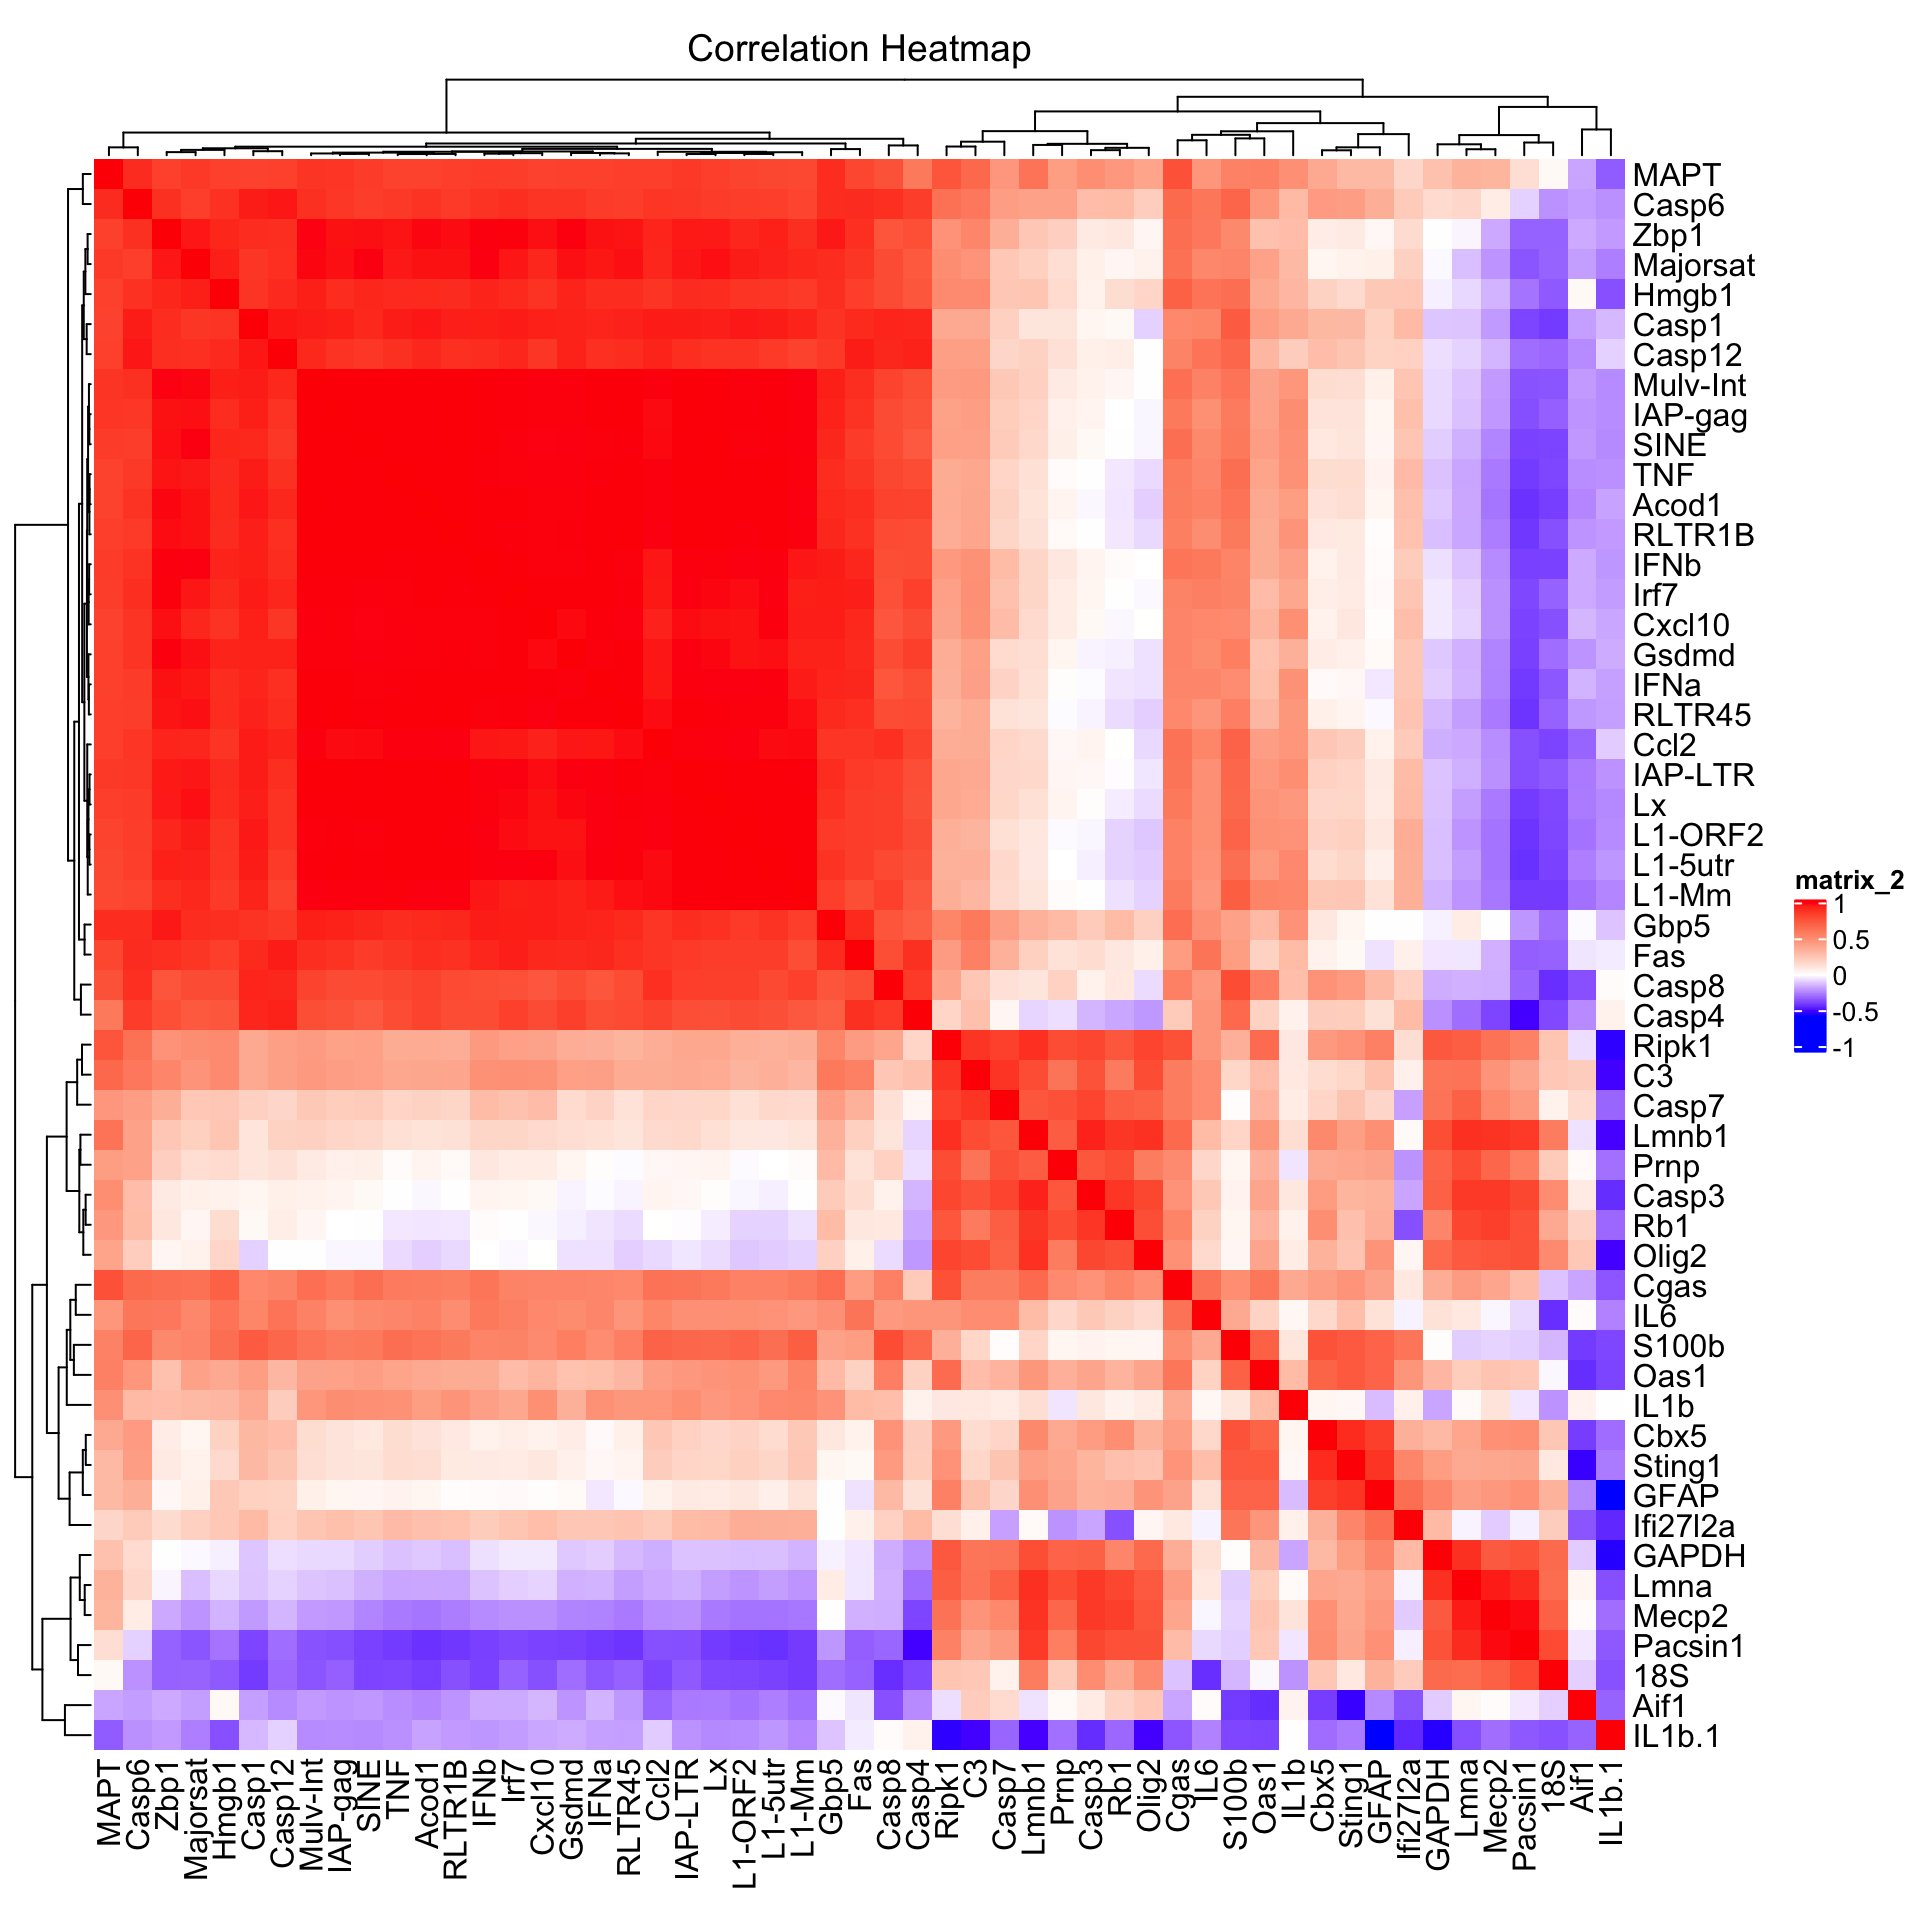 Correlation Heatmap
MAPT
Casp6
Zbp1
Majorsat
Hmgb1
Casp1
Casp12
Mulv-Int
IAP-gag
SINE
TNF
Acod1
RLTR1B
IFNb
Irf7
Cxcl10
Gsdmd
IFNa
RLTR45
Ccl2
IAP-LTR
Lx
L1-ORF2
L1-5utr
L1-Mm
Gbp5
Fas
Casp8
Casp4
Ripk1
C3
Casp7
Lmnb1
Prnp
Casp3
Rb1
Olig2
Cgas
IL6
S100b
Oas1
IL1b
Cbx5
Sting1
GFAP
Ifi27l2a
GAPDH
Lmna
Mecp2
Pacsin1
18S
Aif1
IL1b.1
matrix_2
1
0.5
0
-0.5
-1
MAPT
Casp6
Zbp1
Majorsat
Hmgb1
Casp1
Casp12
Mulv-Int
IAP-gag
SINE
TNF
Acod1
RLTR1B
IFNb
Irf7
Cxcl10
Gsdmd
IFNa
RLTR45
Ccl2
IAP-LTR
Lx
L1-ORF2
L1-5utr
L1-Mm
Gbp5
Fas
Casp8
Casp4
Ripk1
C3
Casp7
Lmnb1
Prnp
Casp3
Rb1
Olig2
Cgas
IL6
S100b
Oas1
IL1b
Cbx5
Sting1
GFAP
Ifi27l2a
GAPDH
Lmna
Mecp2
Pacsin1
18S
Aif1
IL1b.1